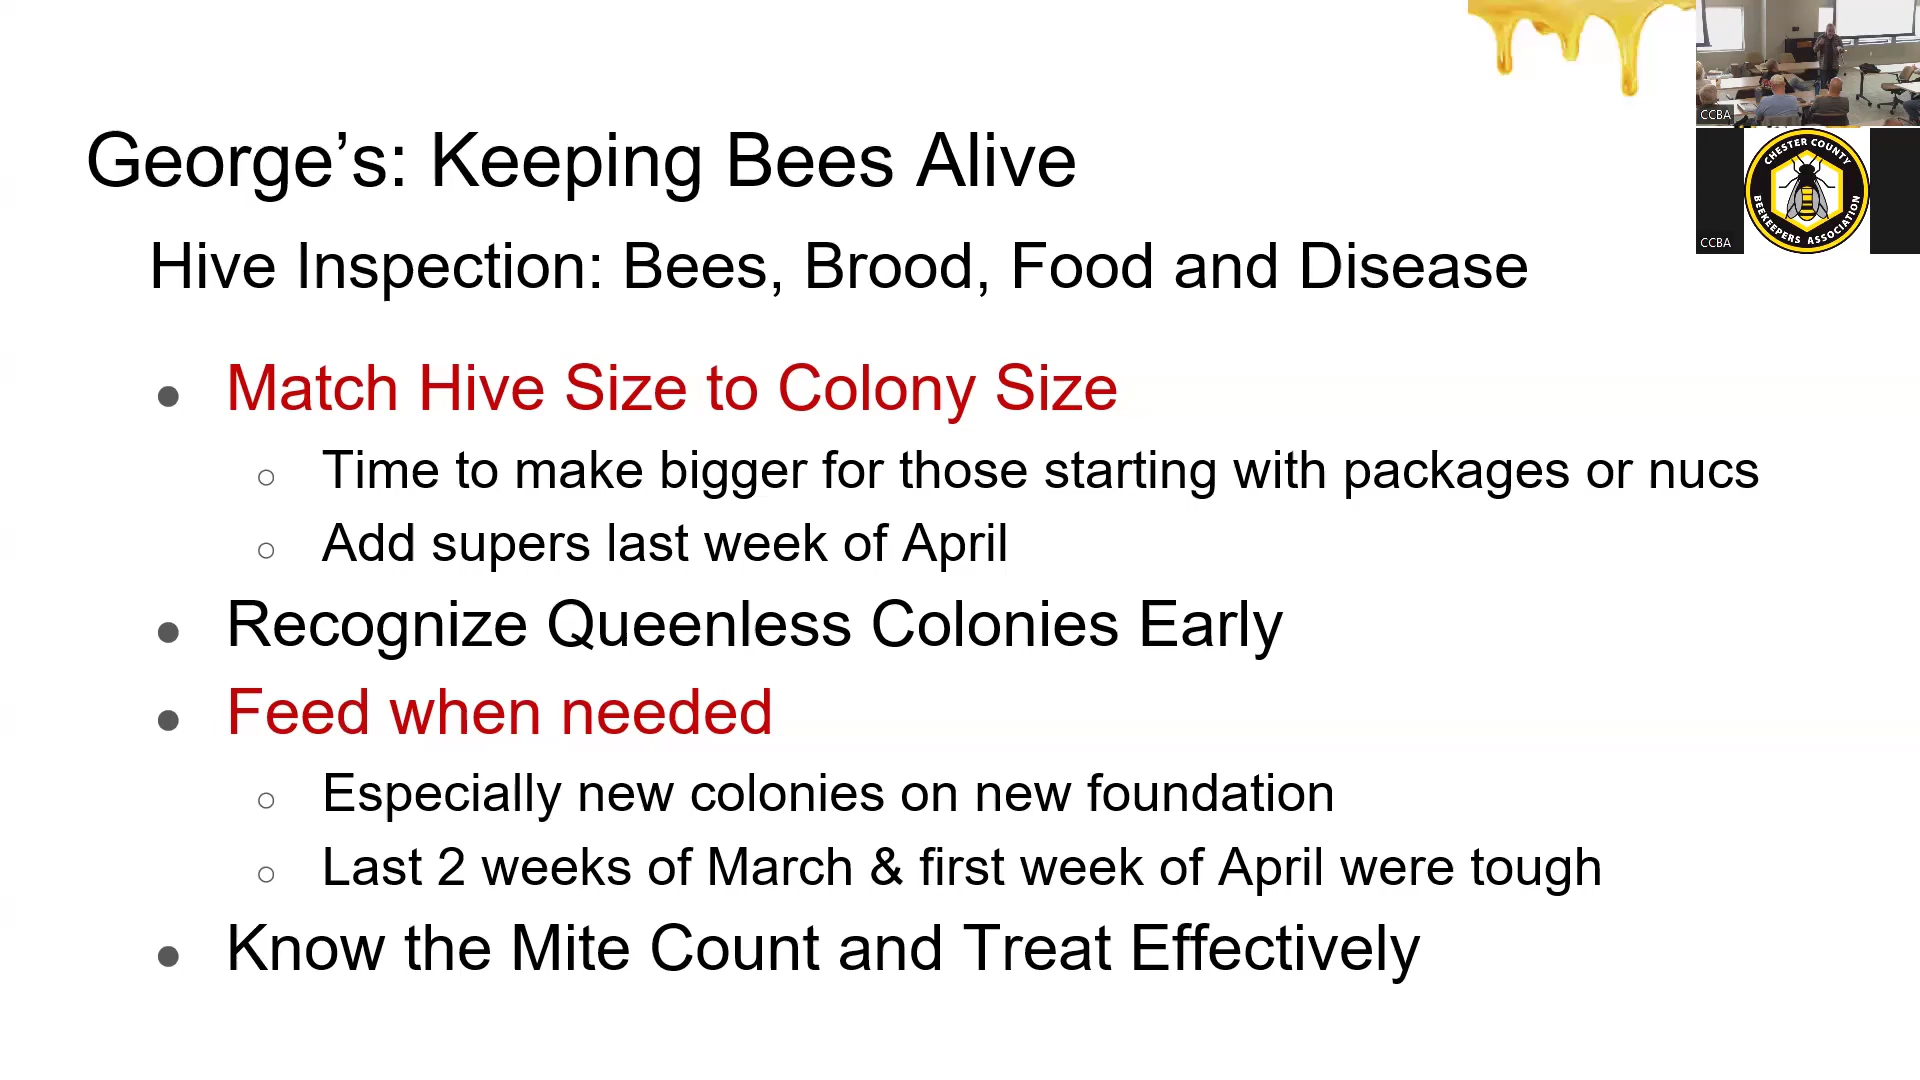 George’s: Keeping Bees Alive
Hive Inspection: Bees, Brood, Food and Disease
● Match Hive Size to Colony Size
○ Time to make bigger for those starting with packages or nucs
○ Add supers last week of April
● Recognize Queenless Colonies Early
● Feed when needed
○ Especially new colonies on new foundation
○ Last 2 weeks of March & first week of April were tough
● Know the Mite Count and Treat Effectively
CCBA
CHESTER COUNTY
BEEKEEPERS ASSOCIATION
CCBA